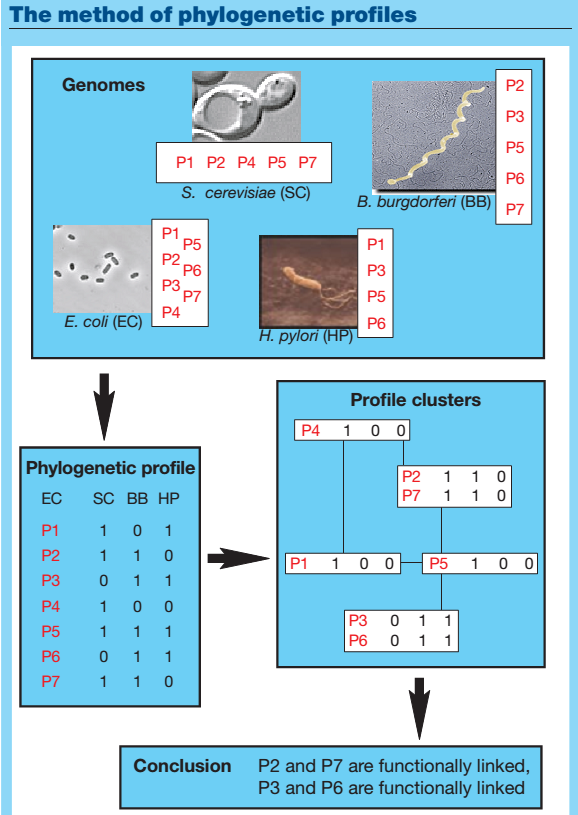 The method of phylogenetic profiles
Genomes
P1 P2 P4 P5 P7
S. cerevisiae (SC)
P2
P3
P5
P6
P7
B. burgdorferi (BB)
P1
P5
P2
P6
P3
P7
P4
E. coli (EC)
P1
P3
P5
P6
H. pylori (HP)
Phylogenetic profile
EC SC BB HP
P1 1 0 1
P2 1 1 0
P3 0 1 1
P4 1 0 0
P5 1 1 1
P6 0 1 1
P7 1 1 0
Profile clusters
P4 1 0 0
P2 1 1 0
P7 1 1 0
P1 1 0 0
P5 1 0 0
P3 0 1 1
P6 0 1 1
Conclusion P2 and P7 are functionally linked,
P3 and P6 are functionally linked